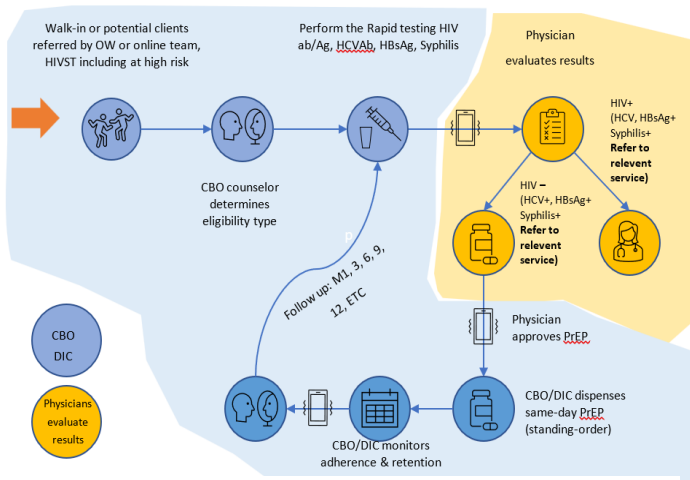 Walk-in or potential clients
referred by OW or online team,
HIVST including at high risk
Perform the Rapid testing HIV
ab/Ag, HCVAb, HBsAg, Syphilis
Physician
evaluates results
HIV+
(HCV, HBsAg+
Syphilis+
Refer to
relevent
service)
CBO counselor
determines
eligibility type
HIV –
(HCV+, HBsAg+
Syphilis+
Refer to
relevent
service)
P
Follow up: M1, 3, 6, 9,
12, ETC
CBO
DIC
Physicians
evaluate
results
Physician
approves PrEP
CBO/DIC dispenses
same-day PrEP
(standing-order)
CBO/DIC monitors
adherence & retention